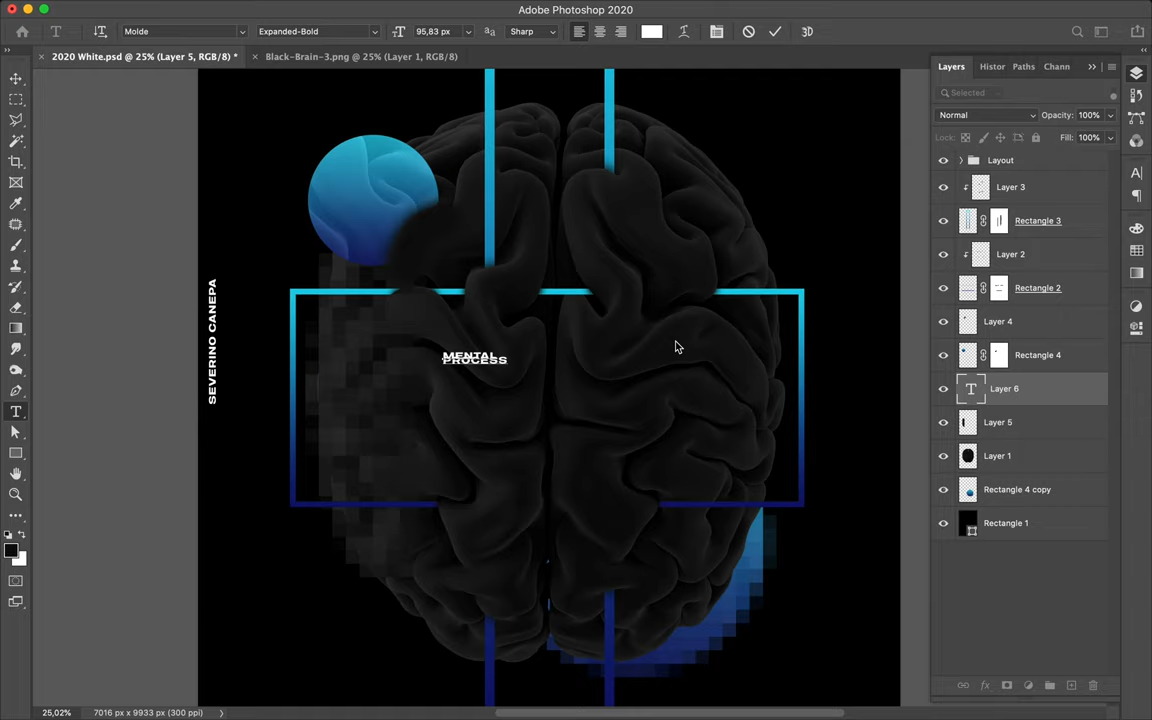 Adobe Photoshop 2020
Molde
Expanded-Bold
95,83 px
Sharp
3D
2020 White.psd @ 25% (Layer 5, RGB/8) *
Black-Brain-3.png @ 25% (Layer 1, RGB/8)
Layers
Histor
Paths
Chann
Selected
Normal
Opacity: 100%
Lock:
Fill: 100%
Layout
Layer 3
Rectangle 3
Layer 2
Rectangle 2
Layer 4
Rectangle 4
Layer 6
Layer 5
Layer 1
Rectangle 4 copy
Rectangle 1
SEVERINO CANEPA
MENTAL
PROCESS
25,02%
7016 px x 9933 px (300 ppi)